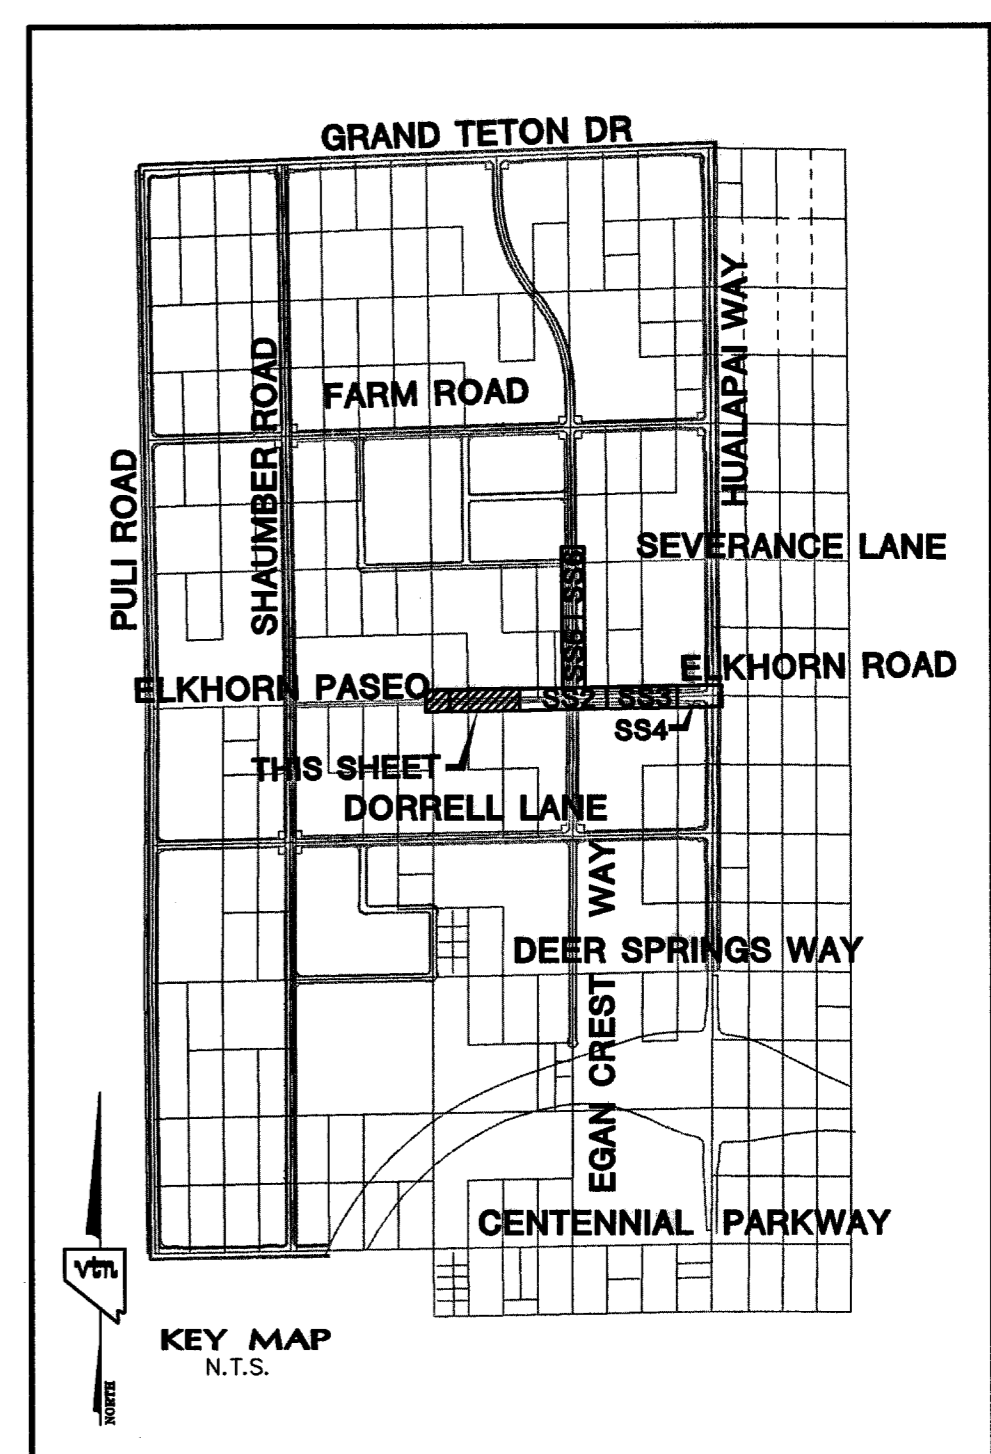 GRAND TETON DR
HUALAPAI WAY
SHAUMBER ROAD
FARM ROAD
PULI ROAD
SEVERANCE LANE
SS5 SS6
ELKHORN ROAD
ELKHORN PASEO
SS2 SS3
SS4
THIS SHEET
DORRELL LANE
EGAN CREST WAY
DEER SPRINGS WAY
CENTENNIAL PARKWAY
vtn
KEY MAP
N.T.S.
NORTH